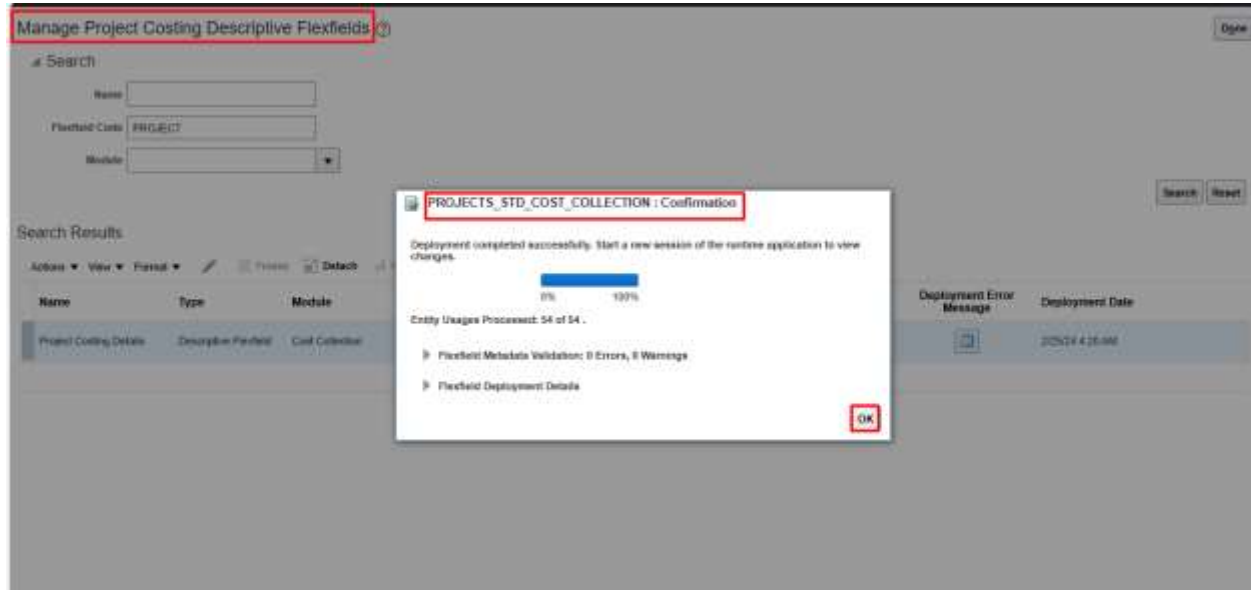 Manage Project Costing Descriptive Flexfields
Done
Search
Name
Flexfield Code PROJECT
Module
Search Reset
PROJECTS_STD_COST_COLLECTION : Confirmation
Deployment completed successfully. Start a new session of the runtime application to view
changes.
0% 100%
Entity Usages Processed: 54 of 54 .
Flexfield Metadata Validation: 0 Errors, 0 Warnings
Flexfield Deployment Details
OK
Search Results
Actions View Format Freeze Detach
Name Type Module Deployment Error Message Deployment Date
Project Costing Details Descriptive Flexfield Cost Collection